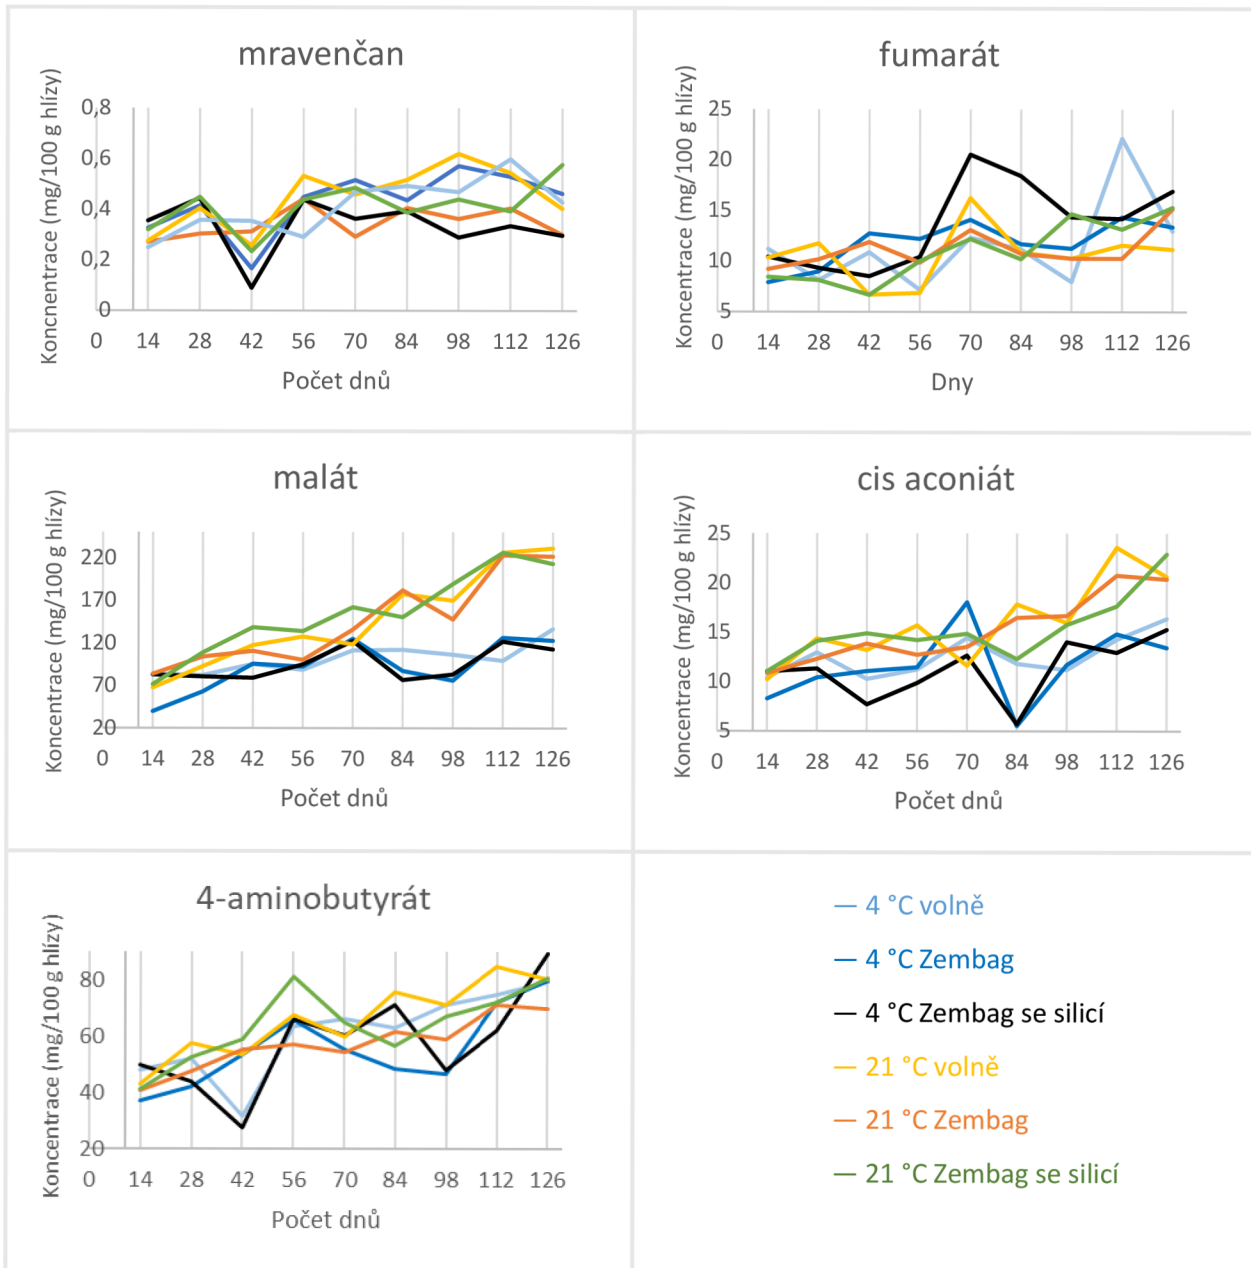 mravenčan
Koncnentrace (mg/100 g hlízy)
0,8
0,6
0,4
0,2
0
0 14 28 42 56 70 84 98 112 126
Počet dnů
fumarát
Koncentrace (mg/100 g hlízy)
25
20
15
10
5
0 14 28 42 56 70 84 98 112 126
Dny
malát
Koncentrace (mg/100 g hlízy)
220
170
120
70
20
0 14 28 42 56 70 84 98 112 126
Počet dnů
cis aconiát
Koncentrace (mg/100 g hlízy)
25
20
15
10
5
0 14 28 42 56 70 84 98 112 126
Počet dnů
4-aminobutyrát
Koncentrace (mg/100 g hlízy)
80
60
40
20
0 14 28 42 56 70 84 98 112 126
Počet dnů
4 °C volně
4 °C Zembag
4 °C Zembag se silicí
21 °C volně
21 °C Zembag
21 °C Zembag se silicí